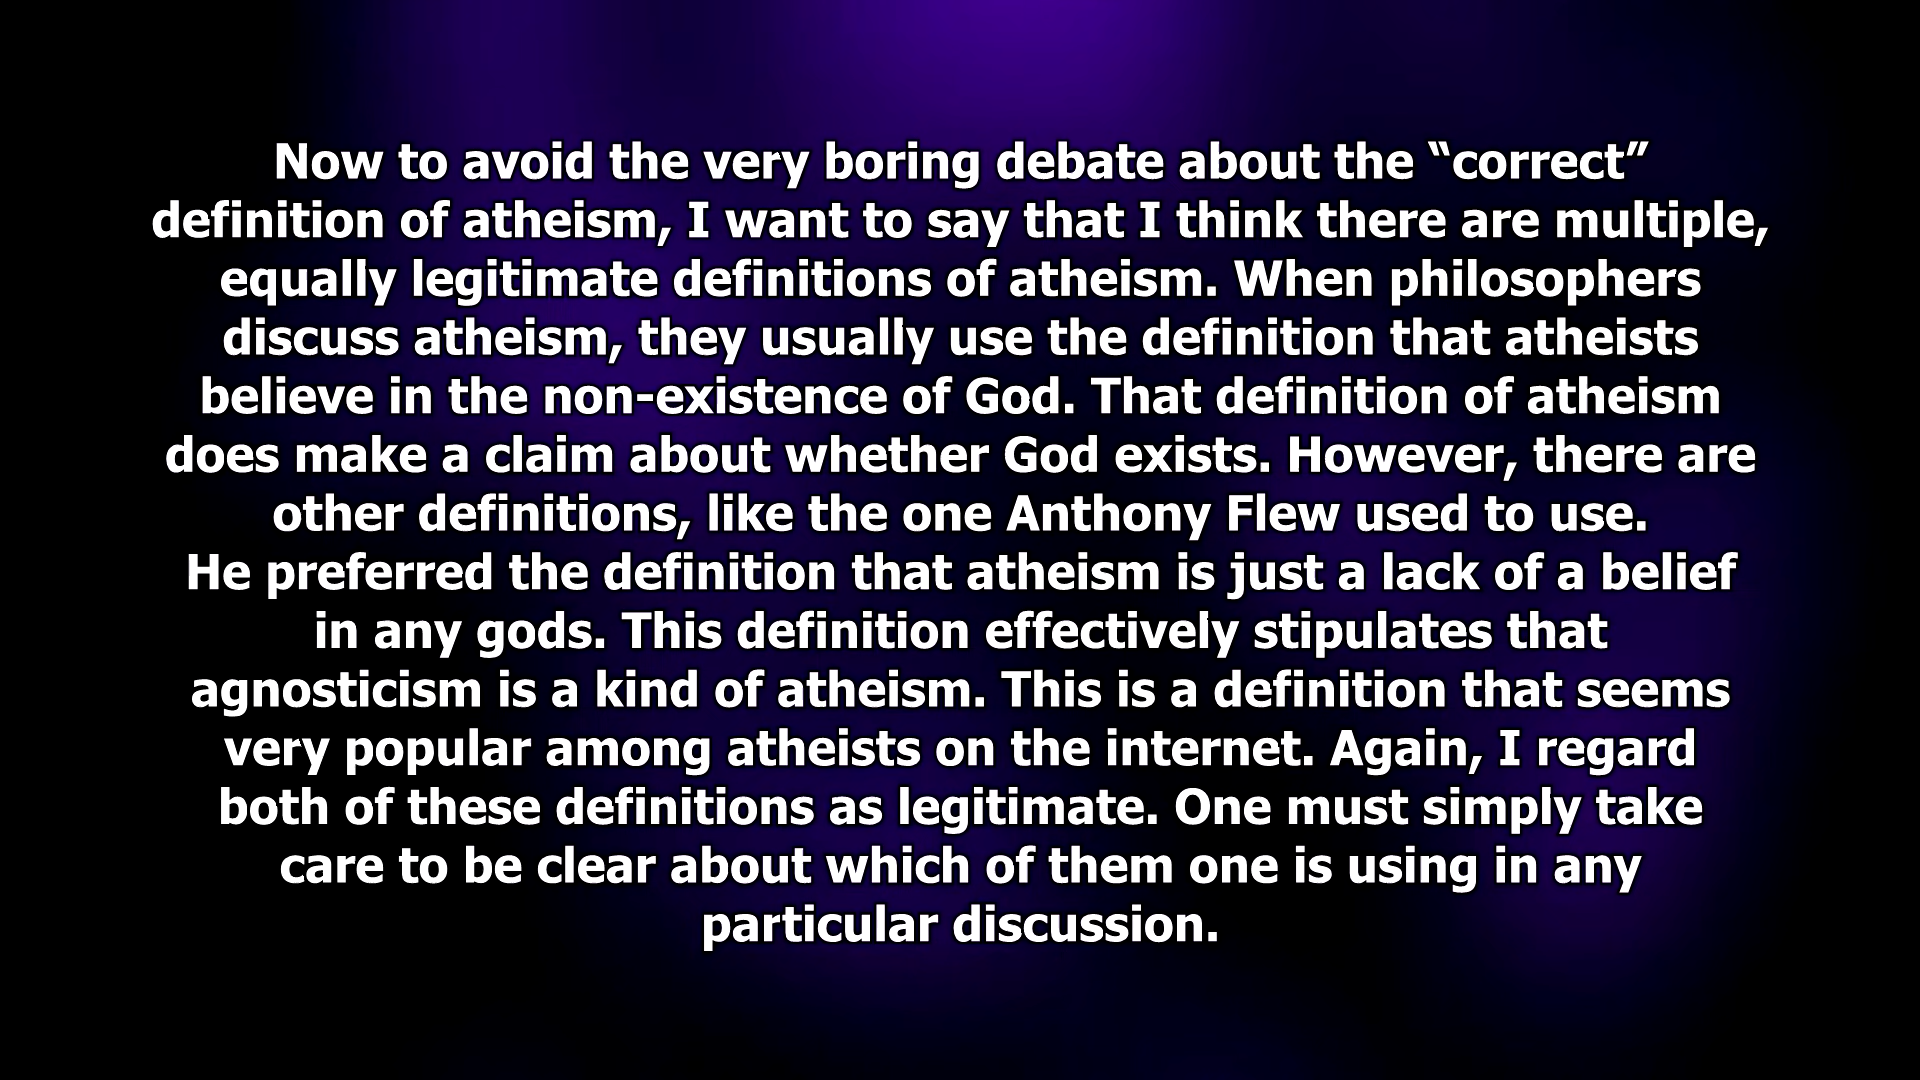 Now to avoid the very boring debate about the “correct”
definition of atheism, I want to say that I think there are multiple,
equally legitimate definitions of atheism. When philosophers
discuss atheism, they usually use the definition that atheists
believe in the non-existence of God. That definition of atheism
does make a claim about whether God exists. However, there are
other definitions, like the one Anthony Flew used to use.
He preferred the definition that atheism is just a lack of a belief
in any gods. This definition effectively stipulates that
agnosticism is a kind of atheism. This is a definition that seems
very popular among atheists on the internet. Again, I regard
both of these definitions as legitimate. One must simply take
care to be clear about which of them one is using in any
particular discussion.